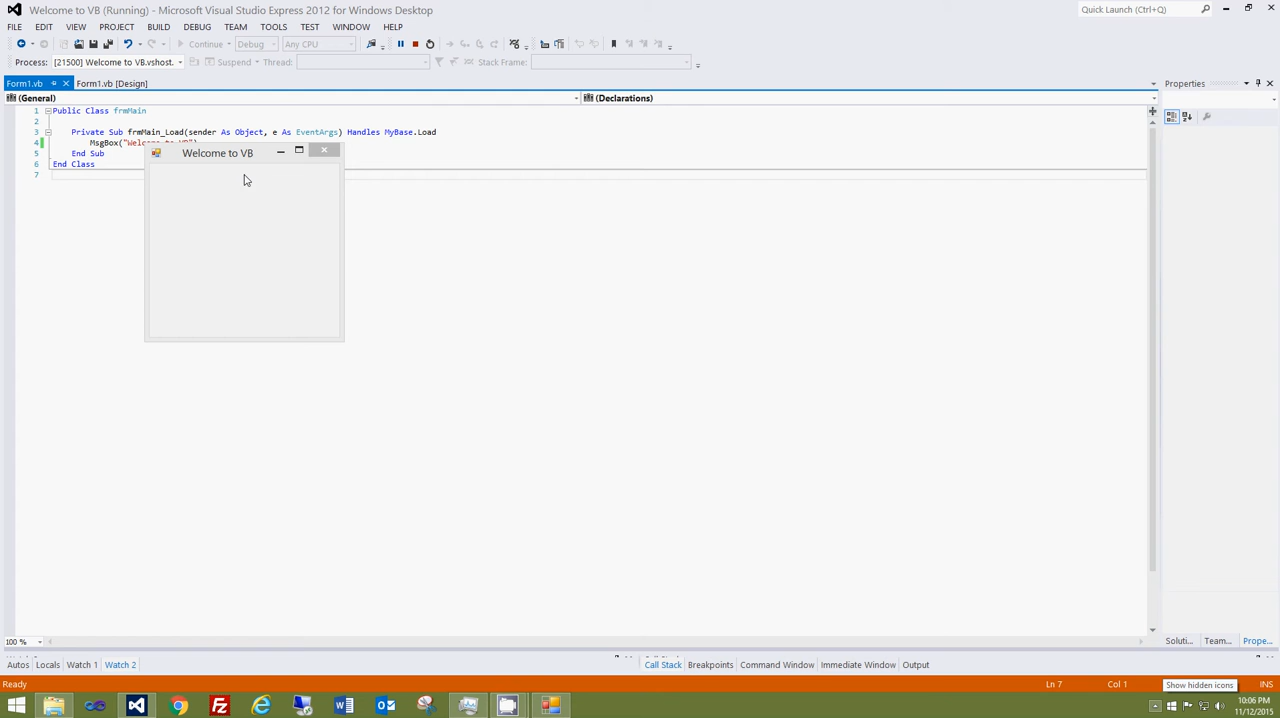 Welcome to VB (Running) - Microsoft Visual Studio Express 2012 for Windows Desktop
Quick Launch (Ctrl+Q)
FILE EDIT VIEW PROJECT BUILD DEBUG TEAM TOOLS TEST WINDOW HELP
Continue Debug Any CPU
Process: [21500] Welcome to VB.vshost. Suspend Thread: Stack Frame:
Form1.vb Form1.vb [Design]
Properties
(General) (Declarations)
1 Public Class frmMain
2
3 Private Sub frmMain_Load(sender As Object, e As EventArgs) Handles MyBase.Load
4 MsgBox("Welcome to VB")
5 End Sub
6 End Class
7
Welcome to VB
100 %
Soluti... Team... Prope...
Autos Locals Watch 1 Watch 2 Call Stack Breakpoints Command Window Immediate Window Output
Ready Ln 7 Col 1 INS
Show hidden icons
10:06 PM
11/12/2015